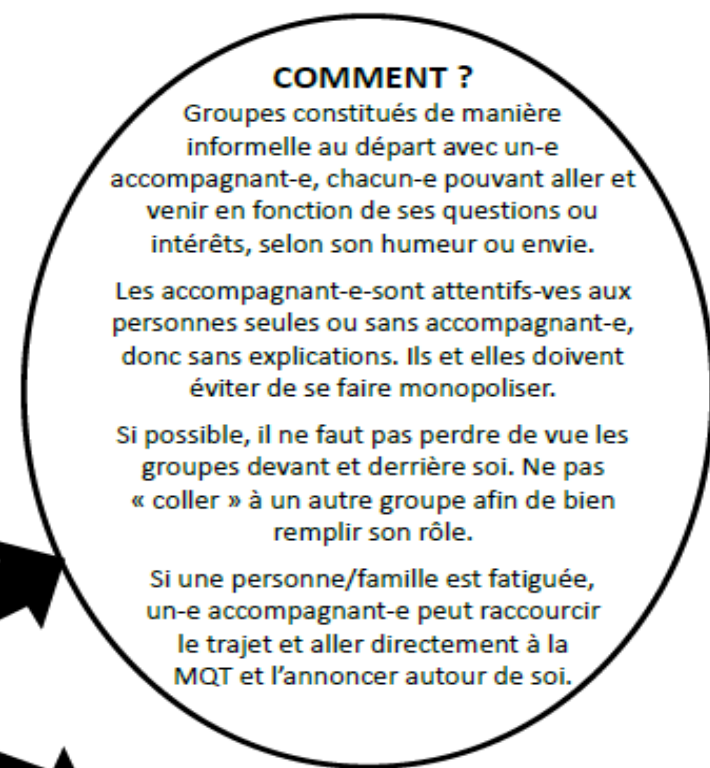 COMMENT ?
Groupes constitués de manière
informelle au départ avec un-e
accompagnant-e, chacun-e pouvant aller et
venir en fonction de ses questions ou
intérêts, selon son humeur ou envie.
Les accompagnant-e-sont attentifs-ves aux
personnes seules ou sans accompagnant-e,
donc sans explications. Ils et elles doivent
éviter de se faire monopoliser.
Si possible, il ne faut pas perdre de vue les
groupes devant et derrière soi. Ne pas
« coller » à un autre groupe afin de bien
remplir son rôle.
Si une personne/famille est fatiguée,
un-e accompagnant-e peut raccourcir
le trajet et aller directement à la
MQT et l’annoncer autour de soi.